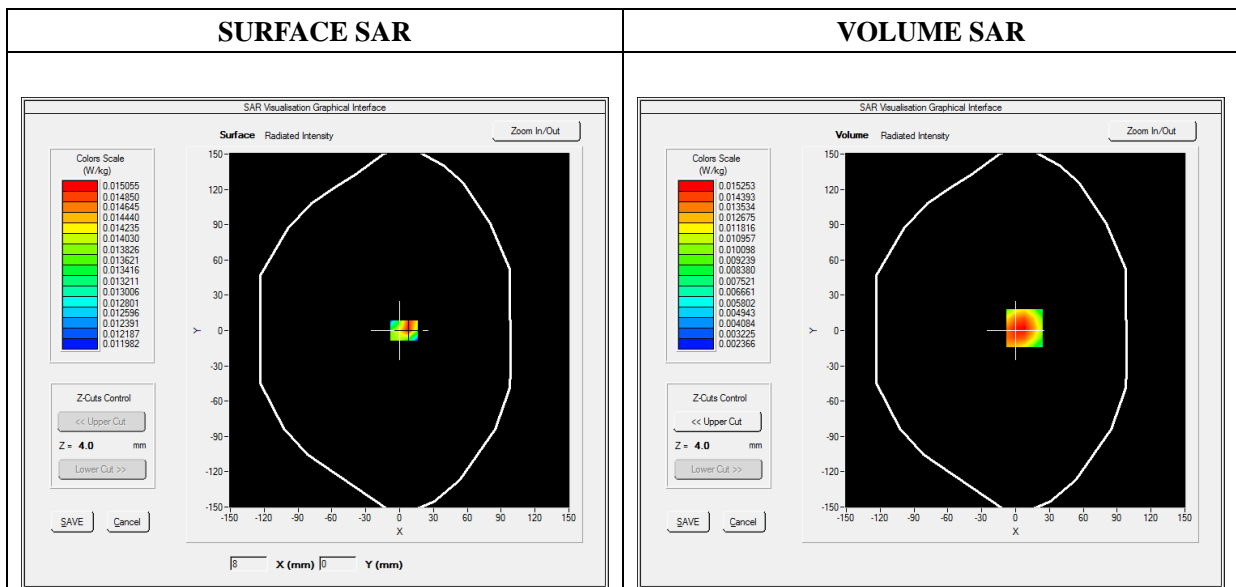 SURFACE SAR
VOLUME SAR
SAR Visualisation Graphical Interface
Surface Radiated Intensity
Zoom In/Out
Colors Scale
(W/kg)
0.015055
0.014850
0.014645
0.014440
0.014235
0.014030
0.013826
0.013621
0.013416
0.013211
0.013006
0.012801
0.012596
0.012391
0.012187
0.011982
Z-Cuts Control
<< Upper Cut
Z = 4.0 mm
Lower Cut >>
SAVE Cancel
150
120
90
60
30
0
-30
-60
-90
-120
-150
Y
-150 -120 -90 -60 -30 0 30 60 90 120 150
X
8 X (mm) 0 Y (mm)
SAR Visualisation Graphical Interface
Volume Radiated Intensity
Zoom In/Out
Colors Scale
(W/kg)
0.015253
0.014393
0.013534
0.012675
0.011816
0.010957
0.010098
0.009239
0.008380
0.007521
0.006661
0.005802
0.004943
0.004084
0.003225
0.002366
Z-Cuts Control
<< Upper Cut
Z = 4.0 mm
Lower Cut >>
SAVE Cancel
150
120
90
60
30
0
-30
-60
-90
-120
-150
Y
-150 -120 -90 -60 -30 0 30 60 90 120 150
X